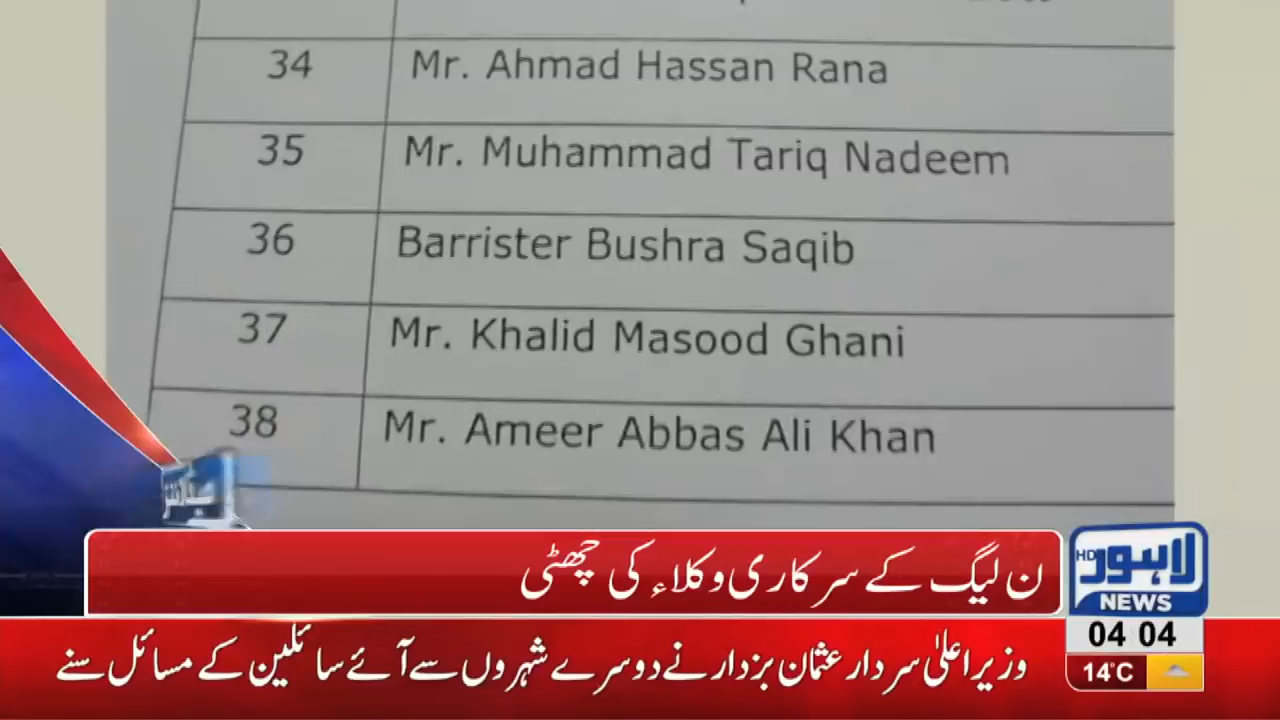 34 Mr. Ahmad Hassan Rana
35 Mr. Muhammad Tariq Nadeem
36 Barrister Bushra Saqib
37 Mr. Khalid Masood Ghani
38 Mr. Ameer Abbas Ali Khan
ن لیگ کے سرکاری وکلاء کی چھٹی
HD لاہور
NEWS
04 04
14°C
وزیراعلیٰ سردار عثمان بزدار نے دوسرے شہروں سے آئے سائلین کے مسائل سنے